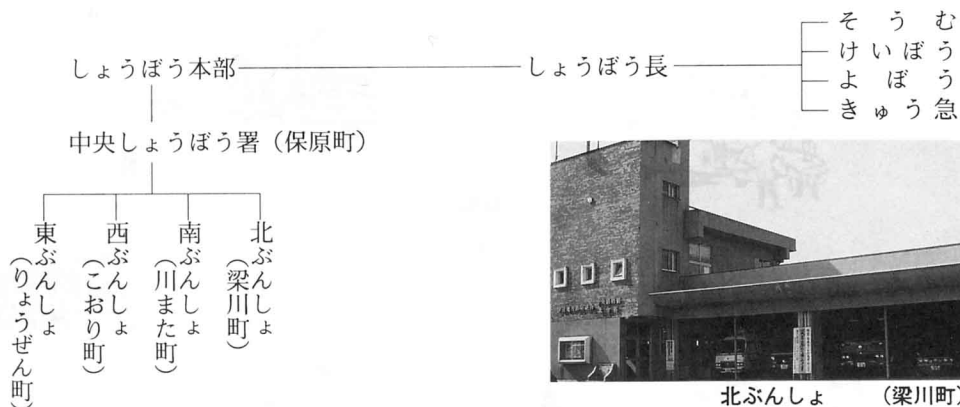 しょうぼう本部
しょうぼう長
そうむ
けいぼう
よぼう
きゅう急
中央しょうぼう署（保原町）
北ぶんしょ（梁川町）
南ぶんしょ（川また町）
西ぶんしょ（こおり町）
東ぶんしょ（りょうぜん町）
北ぶんしょ　（梁川町）